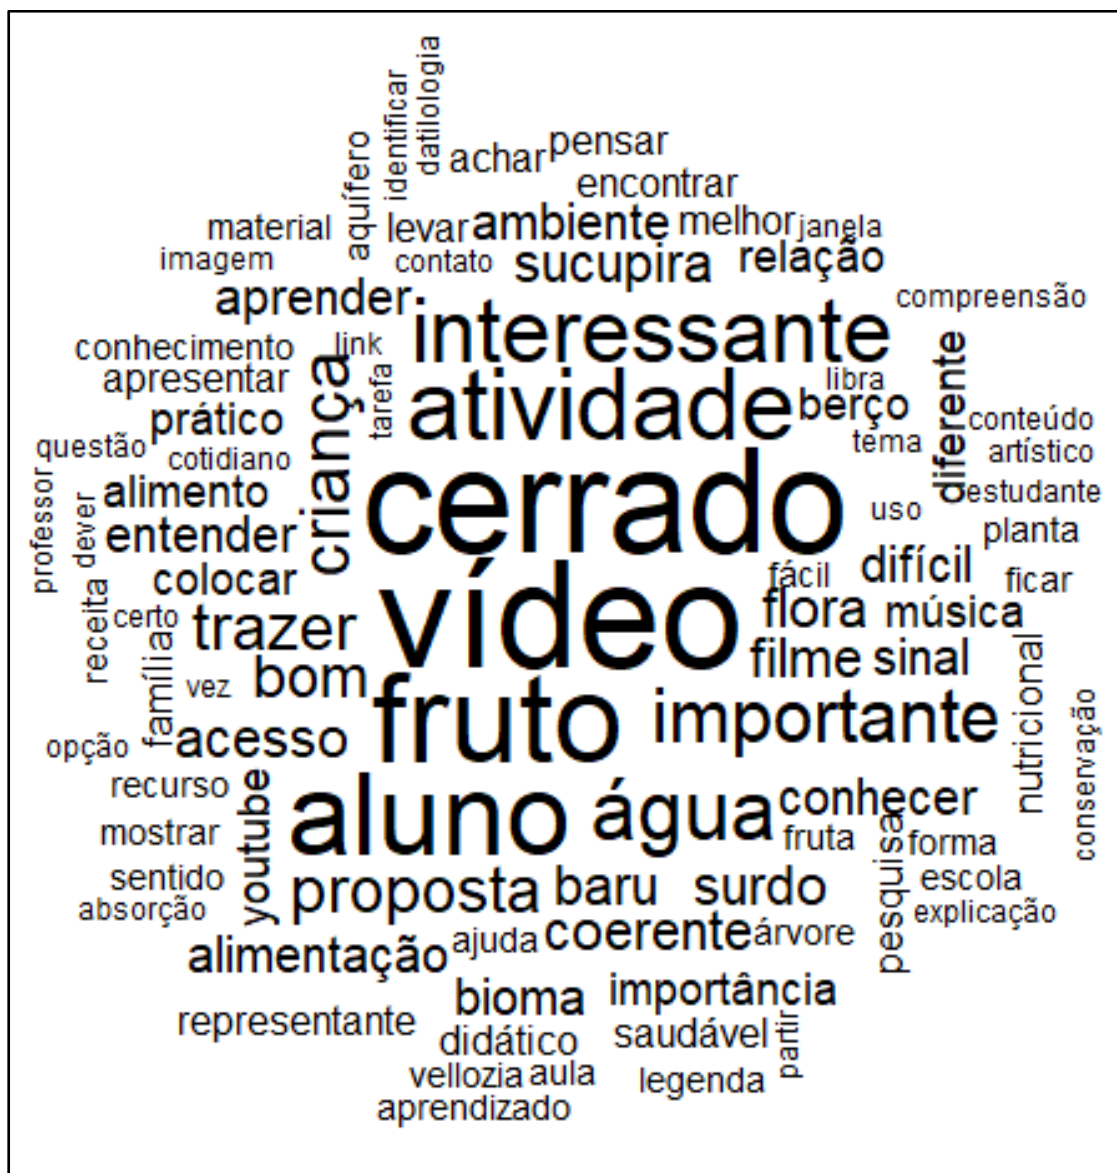 datilologia
identificar
aquífero
achar
pensar
encontrar
material
levar
ambiente
melhor
janela
imagem
contato
sucupira
relação
aprender
interessante
compreensão
conhecimento
link
criança
apresentar
tarefa
atividade
libra
berço
diferente
conteúdo
prático
questão
cotidiano
tema
artístico
professor
dever
alimento
cerrado
uso
estudante
planta
entender
colocar
fácil
difícil
ficar
receita
certo
família
trazer
vídeo
flora
música
vez
bom
filme
sinal
nutricional
conservação
opção
acesso
fruto
importante
recurso
youtube
aluno
água
conhecer
mostrar
fruta
pesquisa
forma
sentido
absorção
proposta
baru
surdo
escola
explicação
alimentação
ajuda
coerente
árvore
bioma
importância
representante
didático
saudável
partir
vellozia
aula
legenda
aprendizado